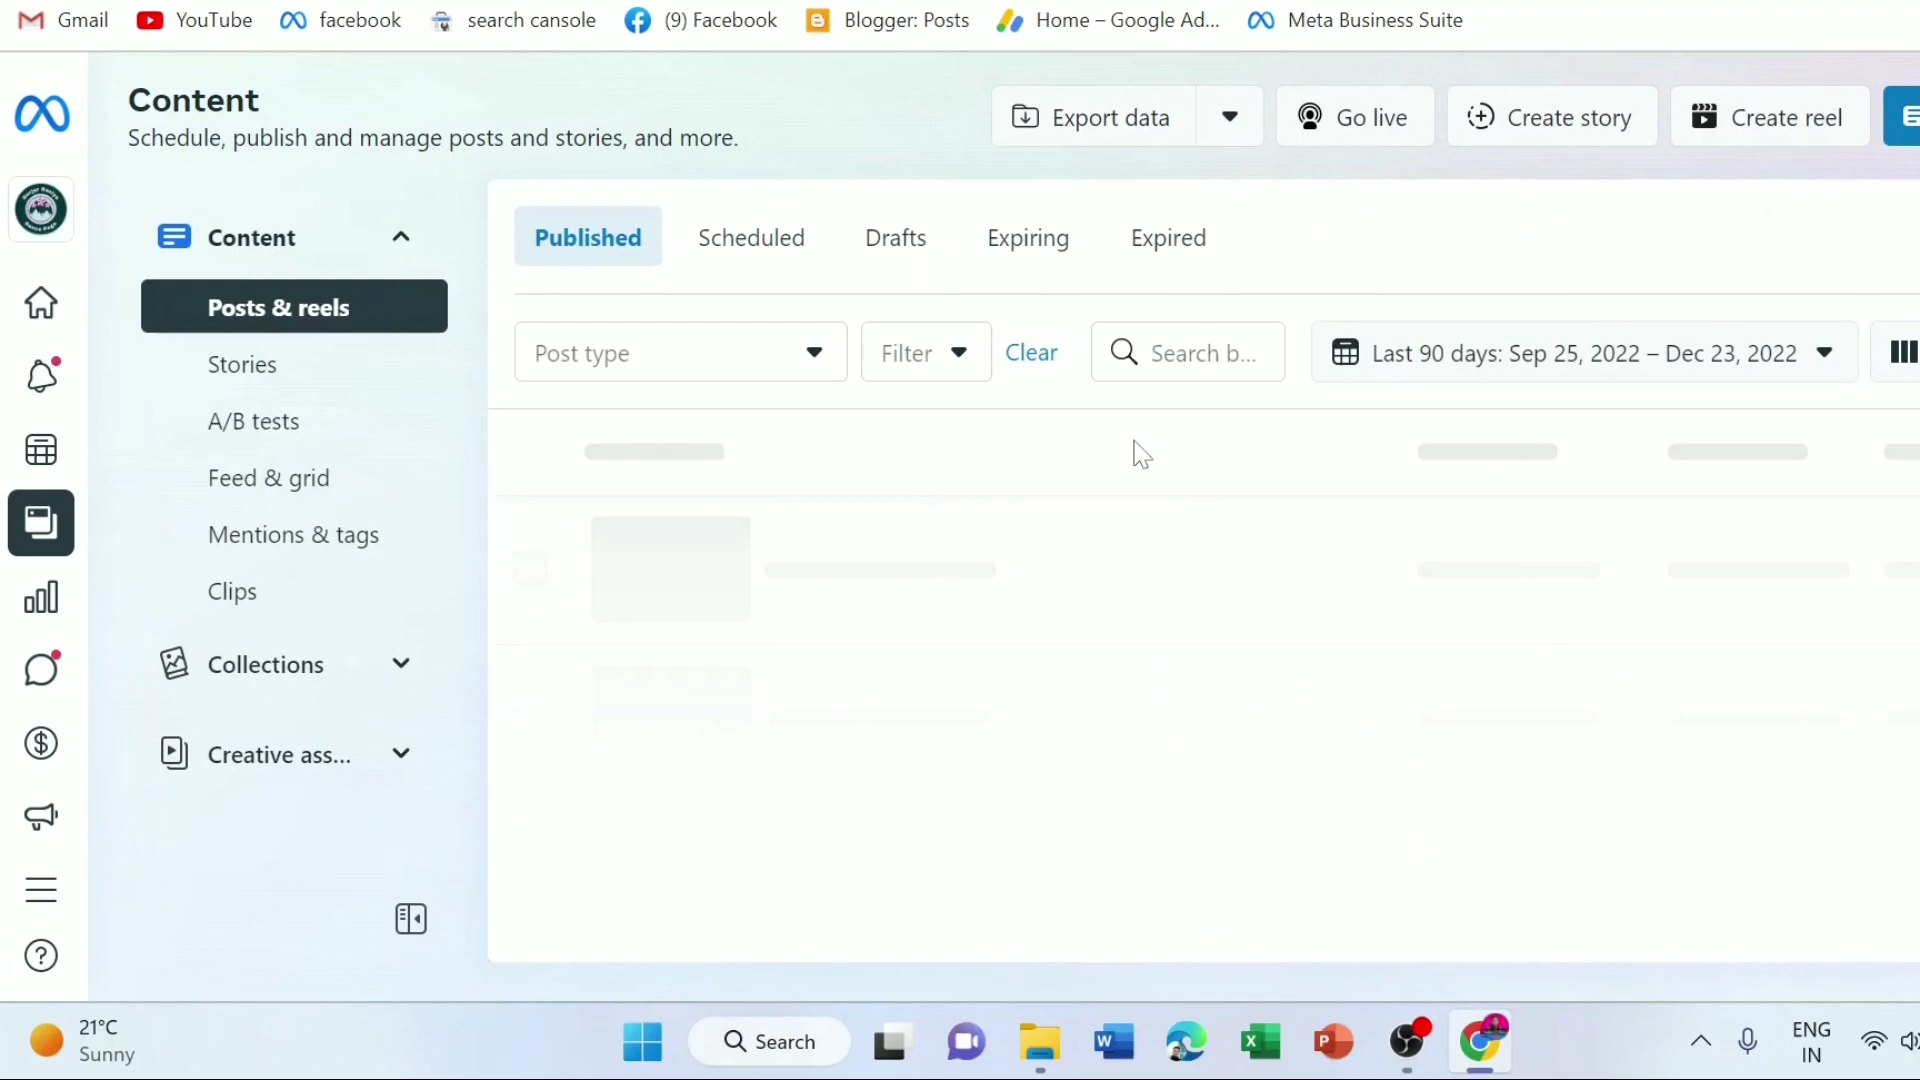 Gmail
YouTube
facebook
search cansole
(9) Facebook
Blogger: Posts
Home – Google Ad...
Meta Business Suite
Content
Schedule, publish and manage posts and stories, and more.
Export data
Go live
Create story
Create reel
Content
Posts & reels
Stories
A/B tests
Feed & grid
Mentions & tags
Clips
Collections
Creative ass...
Published
Scheduled
Drafts
Expiring
Expired
Post type
Filter
Clear
Search b...
Last 90 days: Sep 25, 2022 – Dec 23, 2022
21°C
Sunny
Search
ENG
IN